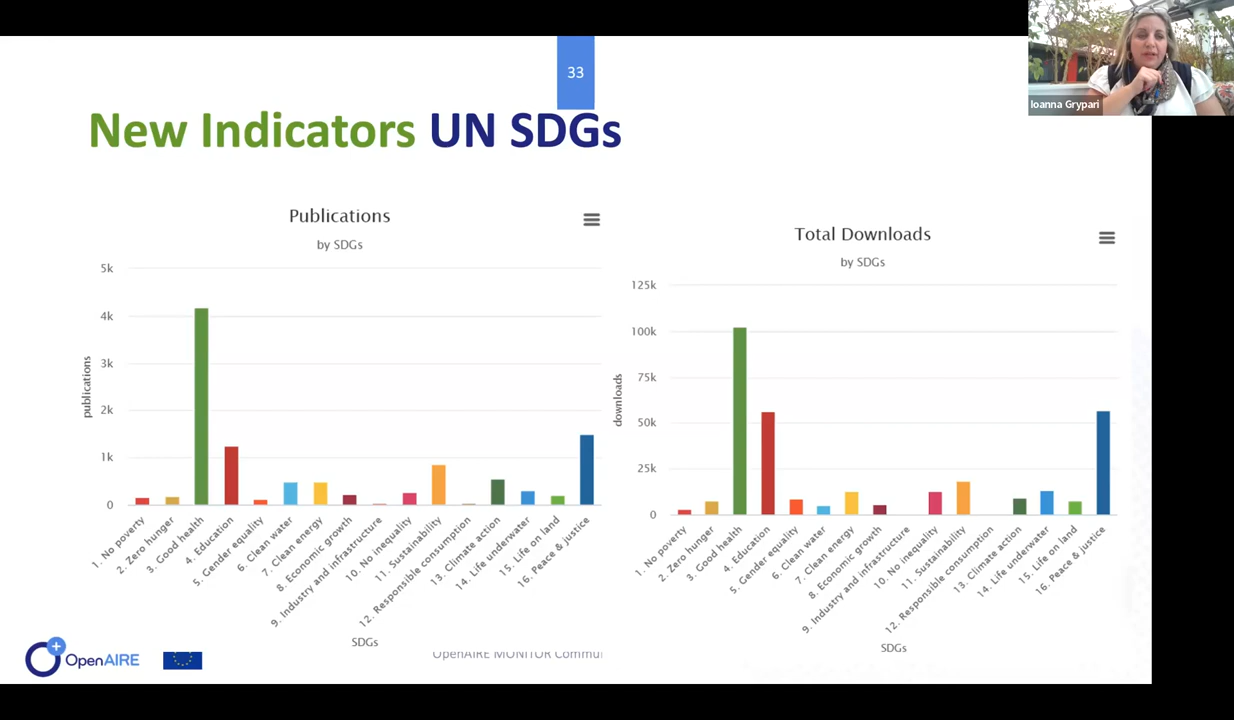 33
Ioanna Grypari
New Indicators UN SDGs
Publications
by SDGs
5k
4k
3k
2k
1k
0
publications
1. No poverty
2. Zero hunger
3. Good health
4. Education
5. Gender equality
6. Clean water
7. Clean energy
8. Economic growth
9. Industry and infrastructure
10. No inequality
11. Sustainability
12. Responsible consumption
13. Climate action
14. Life underwater
15. Life on land
16. Peace & justice
SDGs
Total Downloads
by SDGs
125k
100k
75k
50k
25k
0
downloads
1. No poverty
2. Zero hunger
3. Good health
4. Education
5. Gender equality
6. Clean water
7. Clean energy
8. Economic growth
9. Industry and infrastructure
10. No inequality
11. Sustainability
12. Responsible consumption
13. Climate action
14. Life underwater
15. Life on land
16. Peace & justice
SDGs
OpenAIRE
OpenAIRE MONITOR Commu